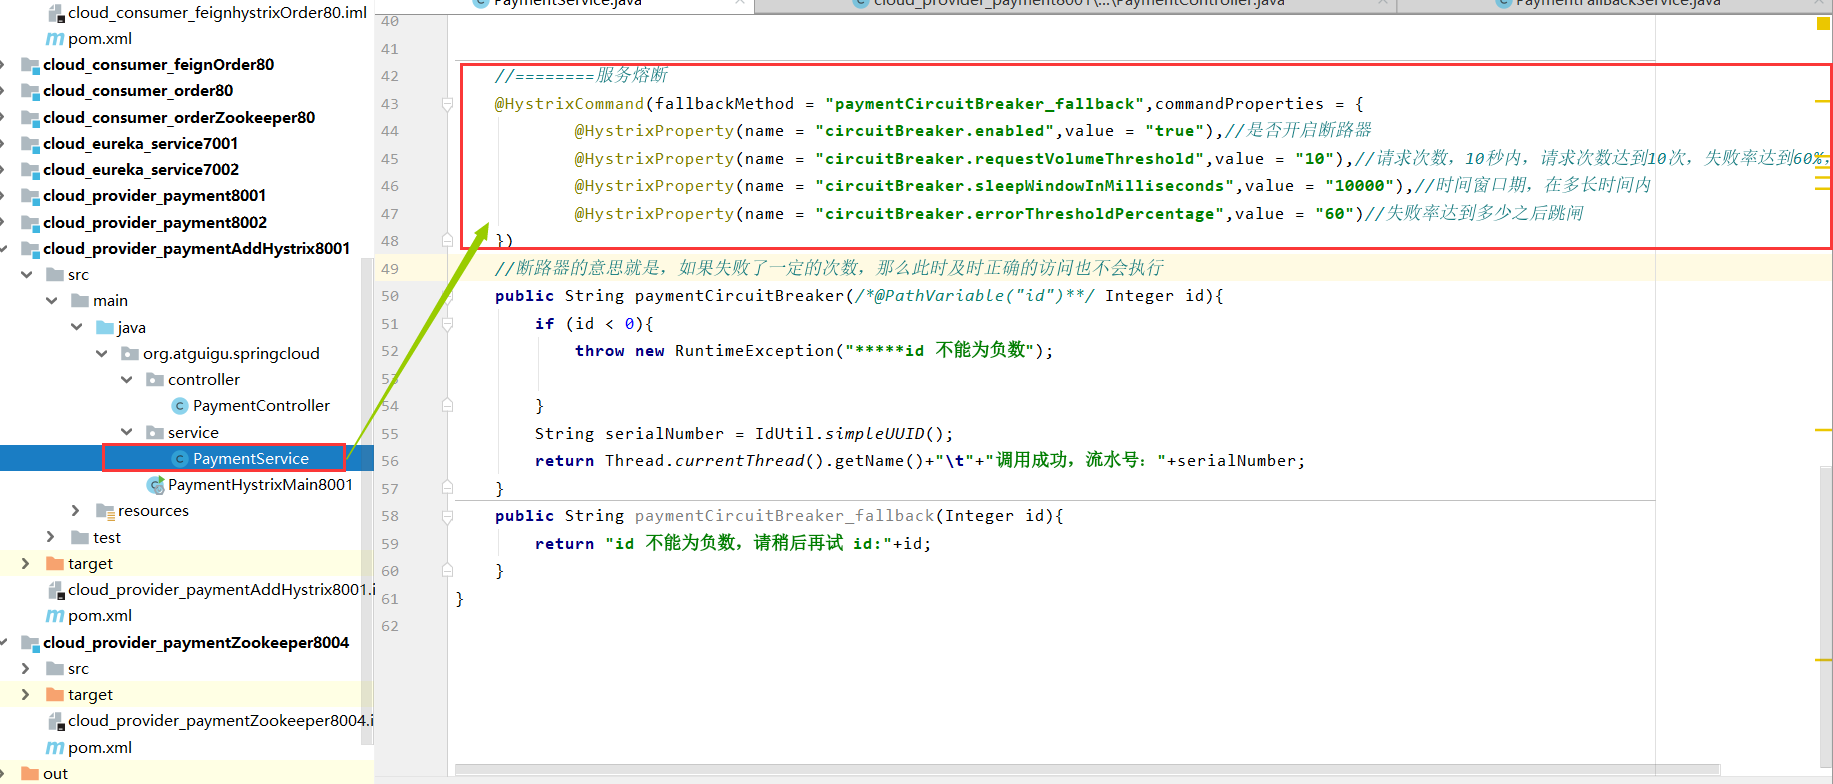 cloud_consumer_feignhystrixOrder80.iml
pom.xml
cloud_consumer_feignOrder80
cloud_consumer_order80
cloud_consumer_orderZookeeper80
cloud_eureka_service7001
cloud_eureka_service7002
cloud_provider_payment8001
cloud_provider_payment8002
cloud_provider_paymentAddHystrix8001
src
main
java
org.atguigu.springcloud
controller
PaymentController
service
PaymentService
PaymentHystrixMain8001
resources
test
target
cloud_provider_paymentAddHystrix8001.i
pom.xml
cloud_provider_paymentZookeeper8004
src
target
cloud_provider_paymentZookeeper8004.i
pom.xml
out
PaymentService.java
cloud_provider_payment8001\...\PaymentController.java
PaymentFallBackService.java
40
41
42 //========服务熔断
43 @HystrixCommand(fallbackMethod = "paymentCircuitBreaker_fallback",commandProperties = {
44 @HystrixProperty(name = "circuitBreaker.enabled",value = "true"),//是否开启断路器
45 @HystrixProperty(name = "circuitBreaker.requestVolumeThreshold",value = "10"),//请求次数，10秒内，请求次数达到10次，失败率达到60%，
46 @HystrixProperty(name = "circuitBreaker.sleepWindowInMilliseconds",value = "10000"),//时间窗口期，在多长时间内
47 @HystrixProperty(name = "circuitBreaker.errorThresholdPercentage",value = "60")//失败率达到多少之后跳闸
48 })
49 //断路器的意思就是，如果失败了一定的次数，那么此时及时正确的访问也不会执行
50 public String paymentCircuitBreaker(/*@PathVariable("id")**/ Integer id){
51 if (id < 0){
52 throw new RuntimeException("*****id 不能为负数");
53
54 }
55 String serialNumber = IdUtil.simpleUUID();
56 return Thread.currentThread().getName()+"\t"+"调用成功，流水号："+serialNumber;
57 }
58 public String paymentCircuitBreaker_fallback(Integer id){
59 return "id 不能为负数，请稍后再试 id:"+id;
60 }
61 }
62